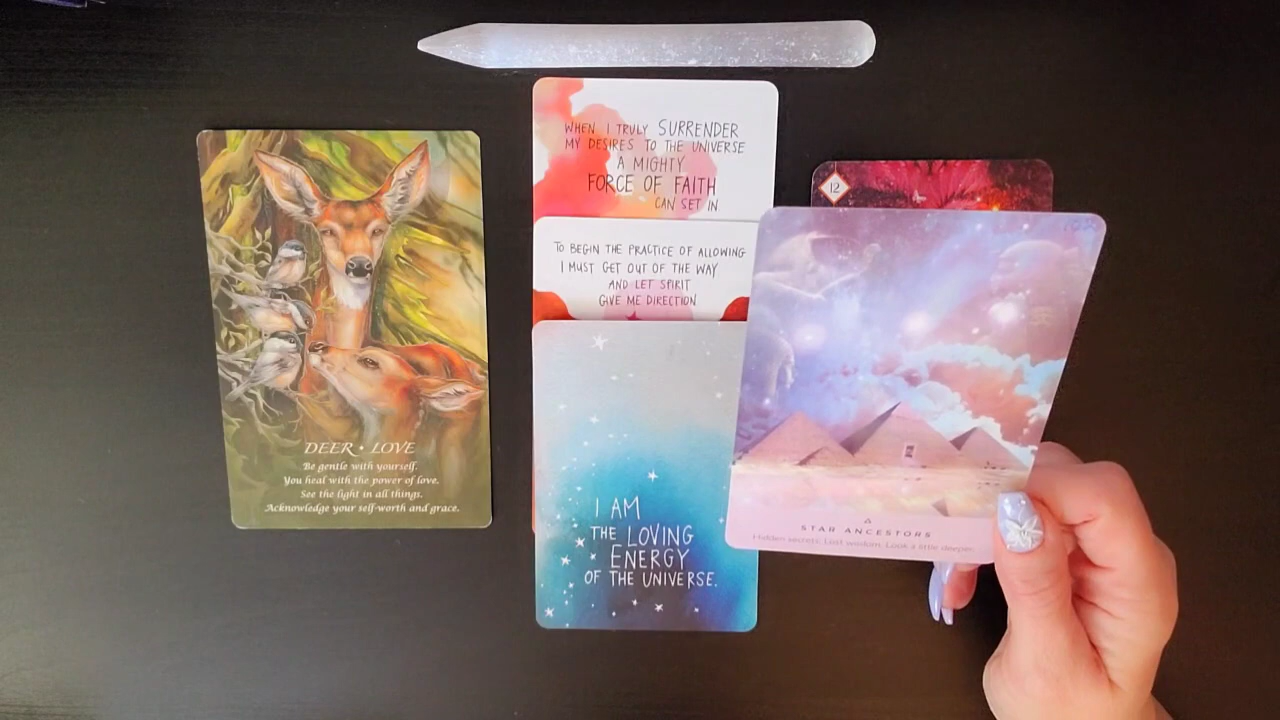 DEER • LOVE
Be gentle with yourself.
You heal with the power of love.
See the light in all things.
Acknowledge your self-worth and grace.
WHEN I TRULY SURRENDER
MY DESIRES TO THE UNIVERSE
A MIGHTY
FORCE OF FAITH
CAN SET IN
TO BEGIN THE PRACTICE OF ALLOWING
I MUST GET OUT OF THE WAY
AND LET SPIRIT
GIVE ME DIRECTION
I AM
THE LOVING
ENERGY
OF THE UNIVERSE.
12
STAR ANCESTORS
Hidden secrets. Lost wisdom. Look a little deeper.